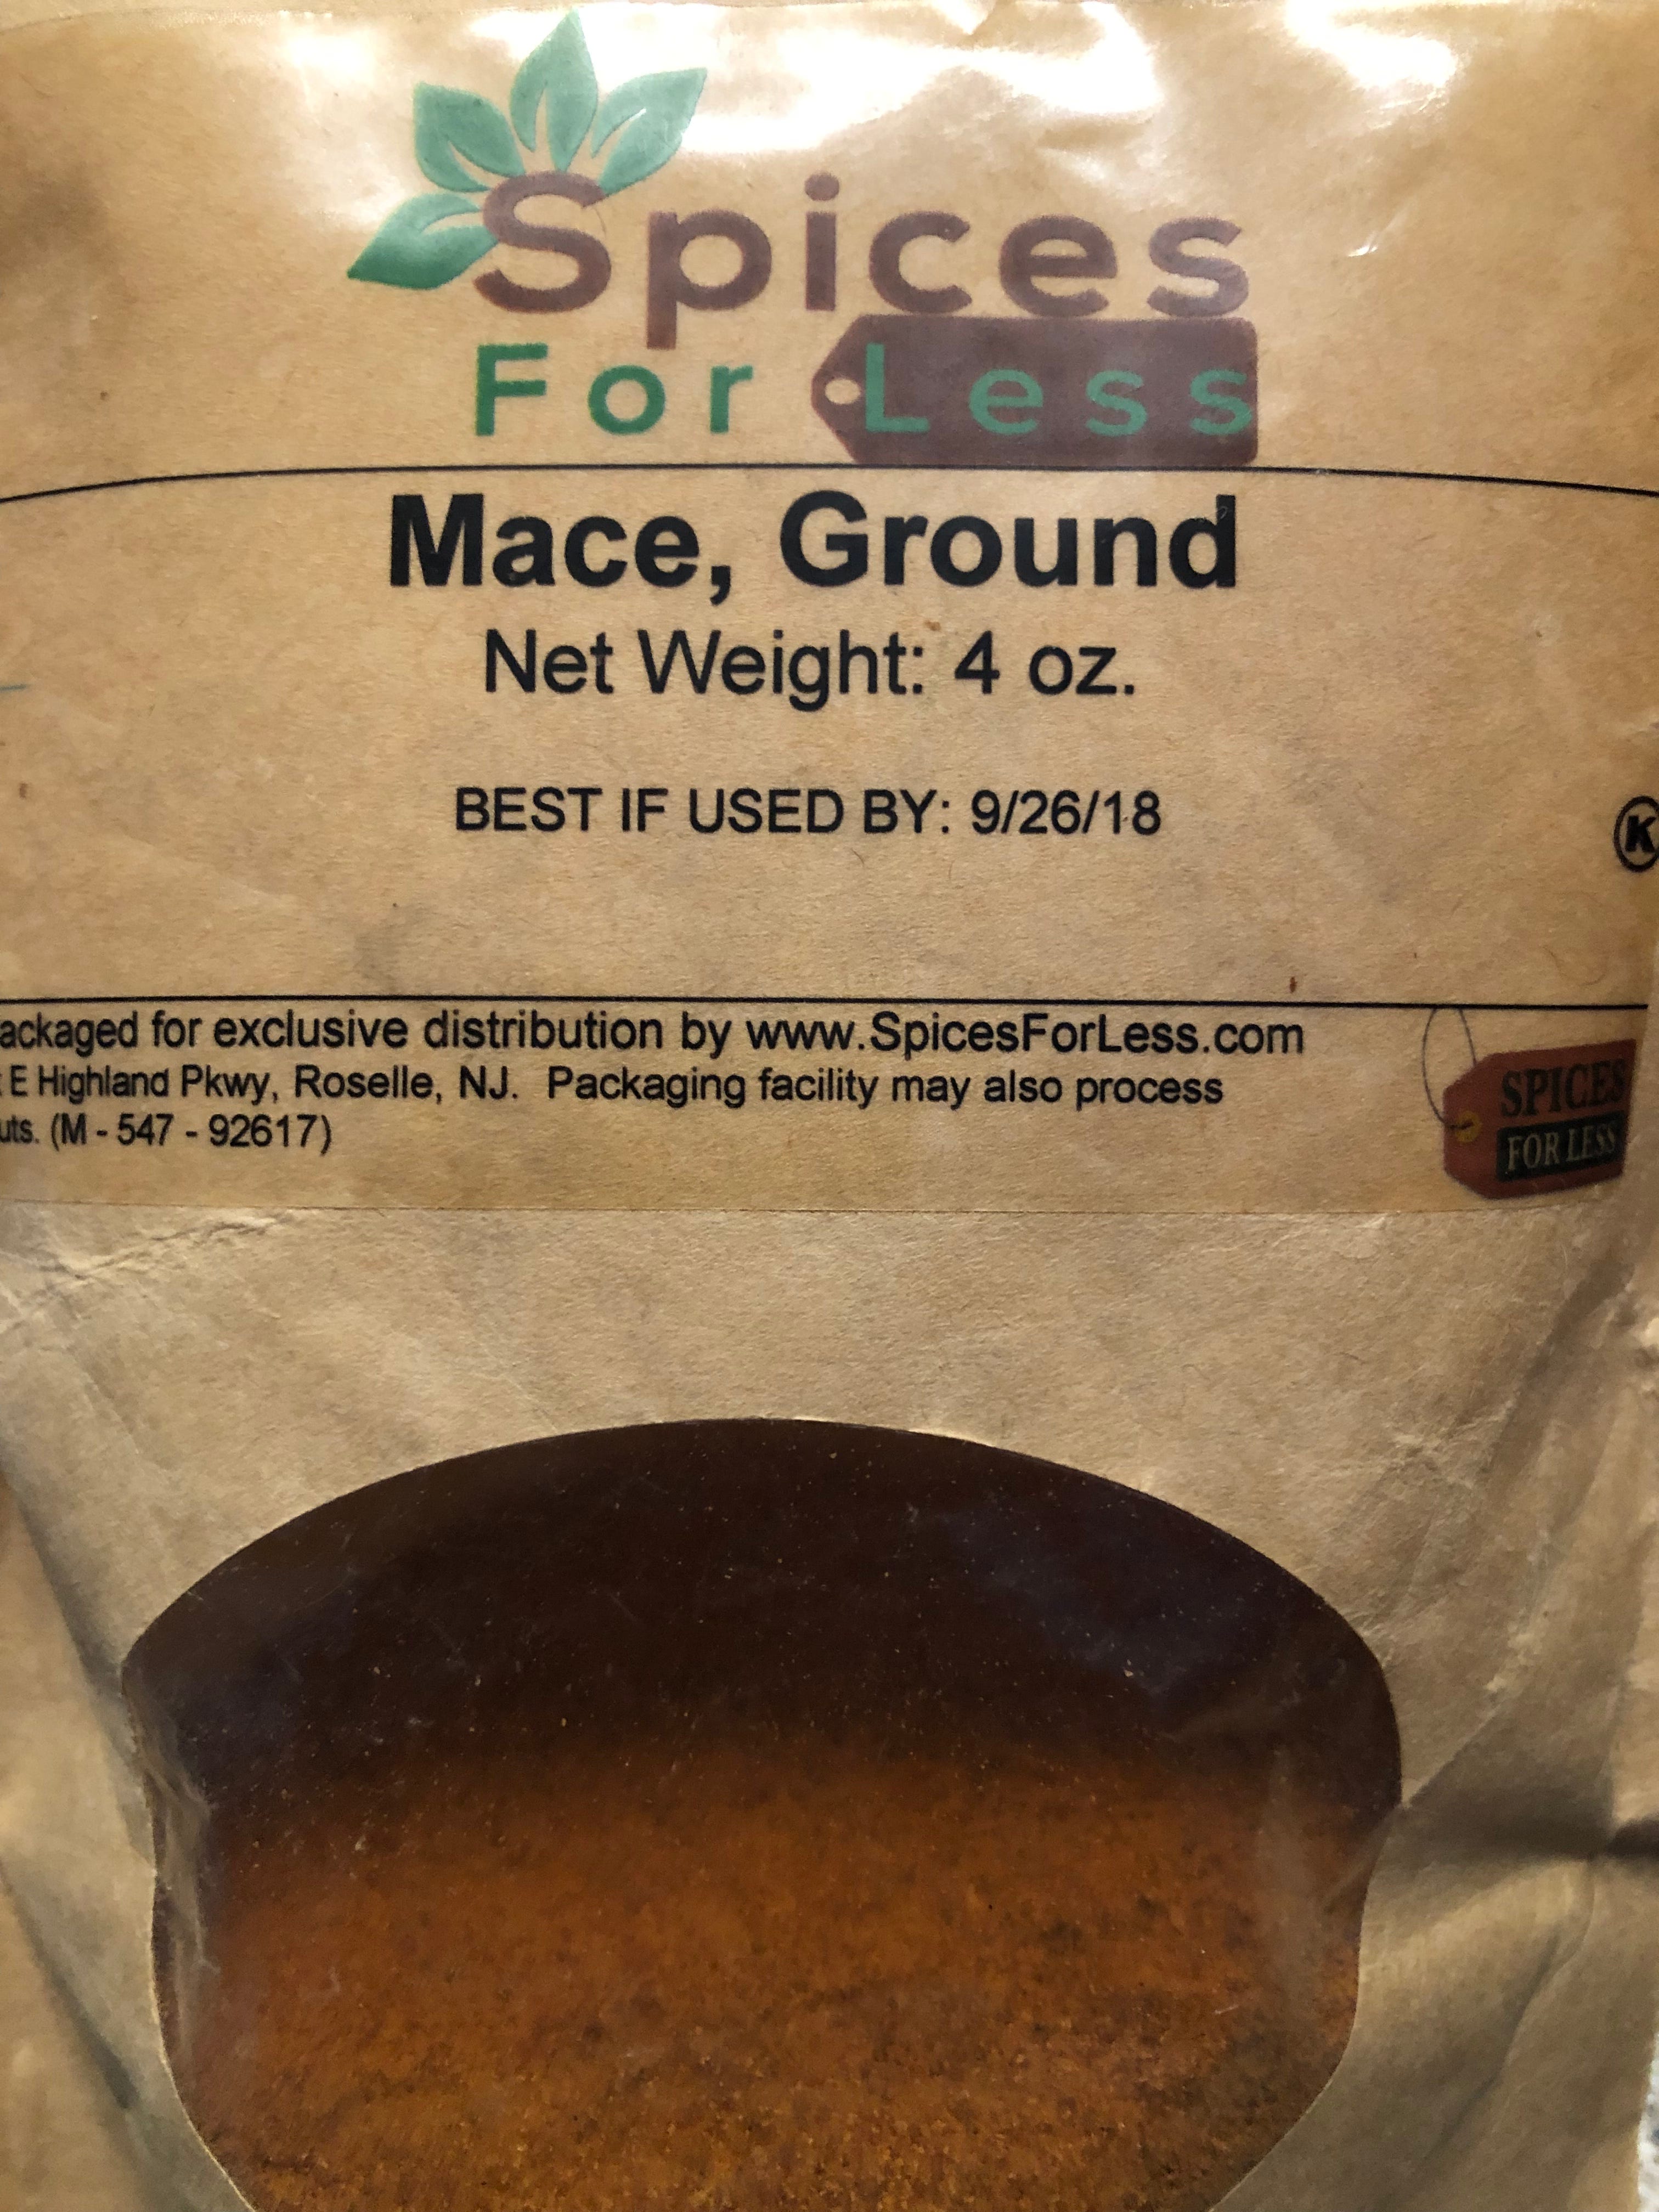 Spices
For Less
Mace, Ground
Net Weight: 4 oz.
BEST IF USED BY: 9/26/18
K
ackaged for exclusive distribution by www.SpicesForLess.com
E Highland Pkwy, Roselle, NJ. Packaging facility may also process
uts. (M - 547 - 92617)
SPICES
FOR LESS